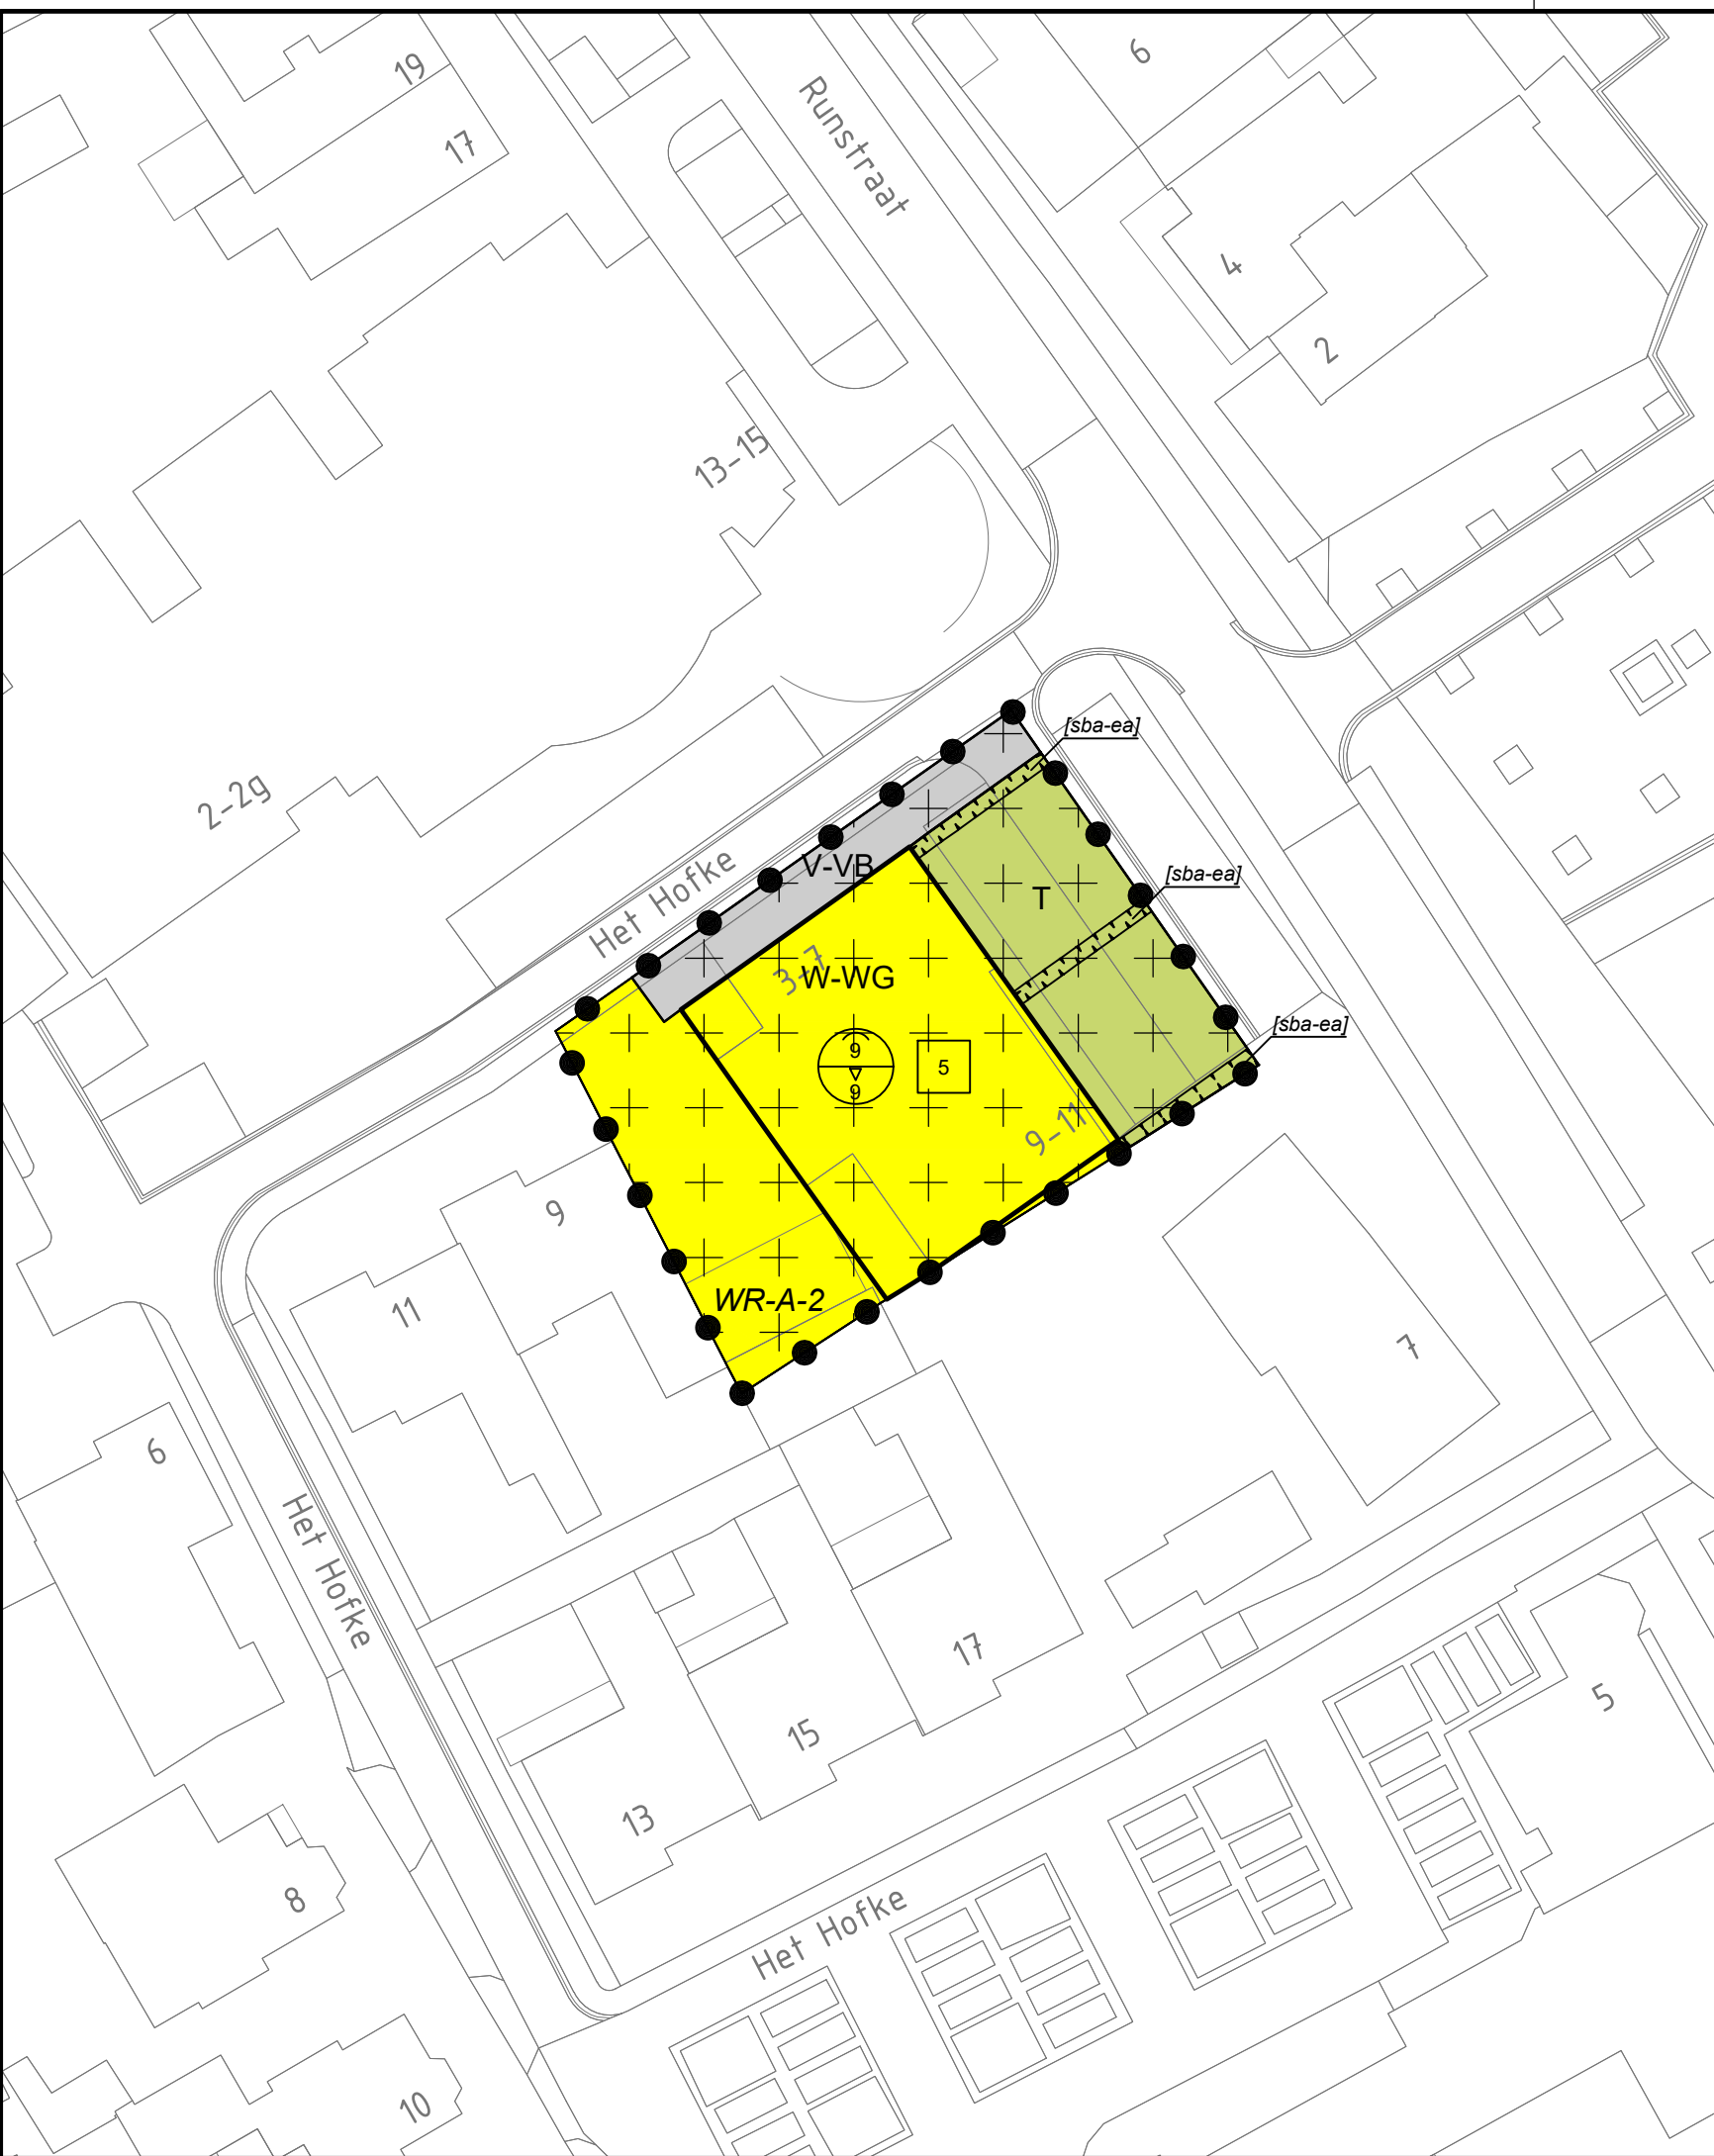 19
17
Runstraat
6
4
2
13-15
2-2g
Het Hofke
[sba-ea]
V-VB
[sba-ea]
T
3-7
W-WG
[sba-ea]
9
9
5
9-11
9
11
WR-A-2
7
6
Het Hofke
17
15
13
5
8
Het Hofke
10